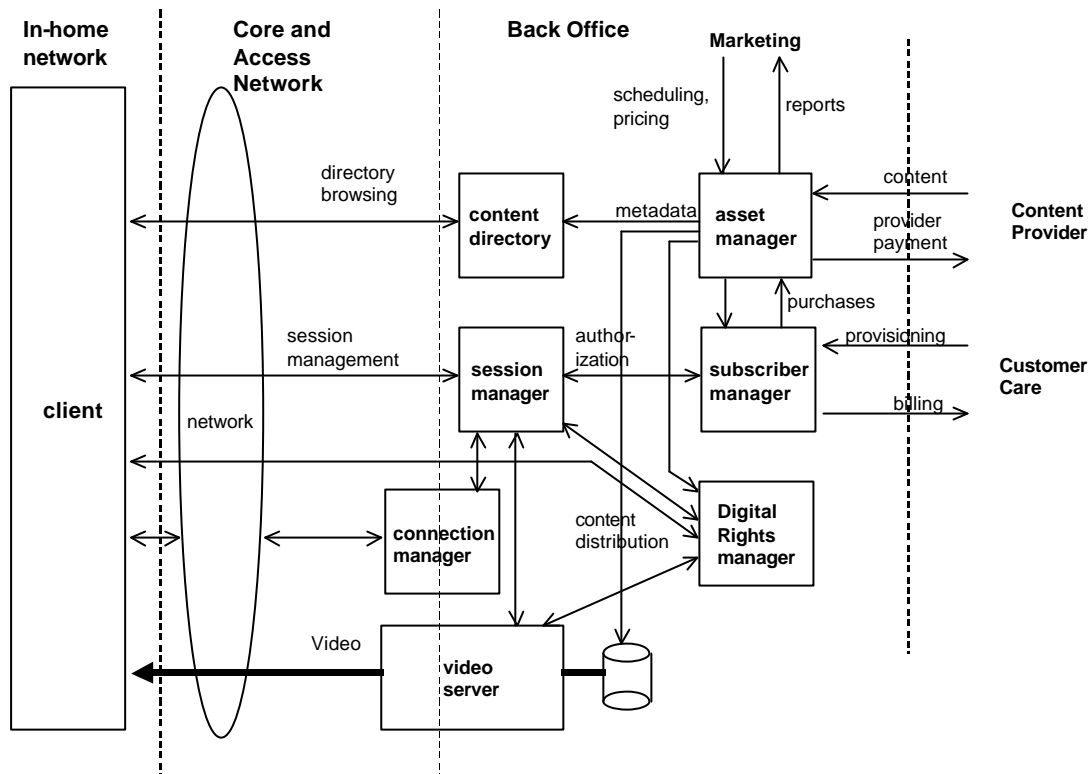 In-home
network
Core and
Access
Network
Back Office
Marketing
scheduling,
pricing
reports
directory
browsing
content
directory
metadata
asset
manager
content
provider
payment
Content
Provider
purchases
session
management
session
manager
author-
ization
subscriber
manager
provisioning
billing
Customer
Care
client
network
connection
manager
content
distribution
Digital
Rights
manager
Video
video
server